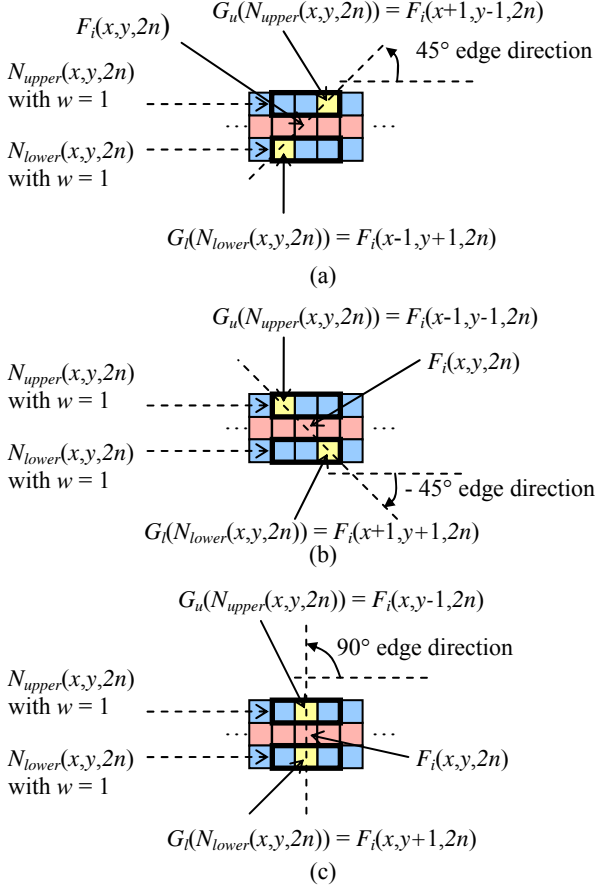 G_u(N_upper(x,y,2n)) = F_i(x+1,y-1,2n)
F_i(x,y,2n)
45° edge direction
N_upper(x,y,2n)
with w = 1
... ...
N_lower(x,y,2n)
with w = 1
G_l(N_lower(x,y,2n)) = F_i(x-1,y+1,2n)
(a)
G_u(N_upper(x,y,2n)) = F_i(x-1,y-1,2n)
F_i(x,y,2n)
N_upper(x,y,2n)
with w = 1
... ...
N_lower(x,y,2n)
with w = 1
- 45° edge direction
G_l(N_lower(x,y,2n)) = F_i(x+1,y+1,2n)
(b)
G_u(N_upper(x,y,2n)) = F_i(x,y-1,2n)
90° edge direction
N_upper(x,y,2n)
with w = 1
... ...
N_lower(x,y,2n)
with w = 1
F_i(x,y,2n)
G_l(N_lower(x,y,2n)) = F_i(x,y+1,2n)
(c)